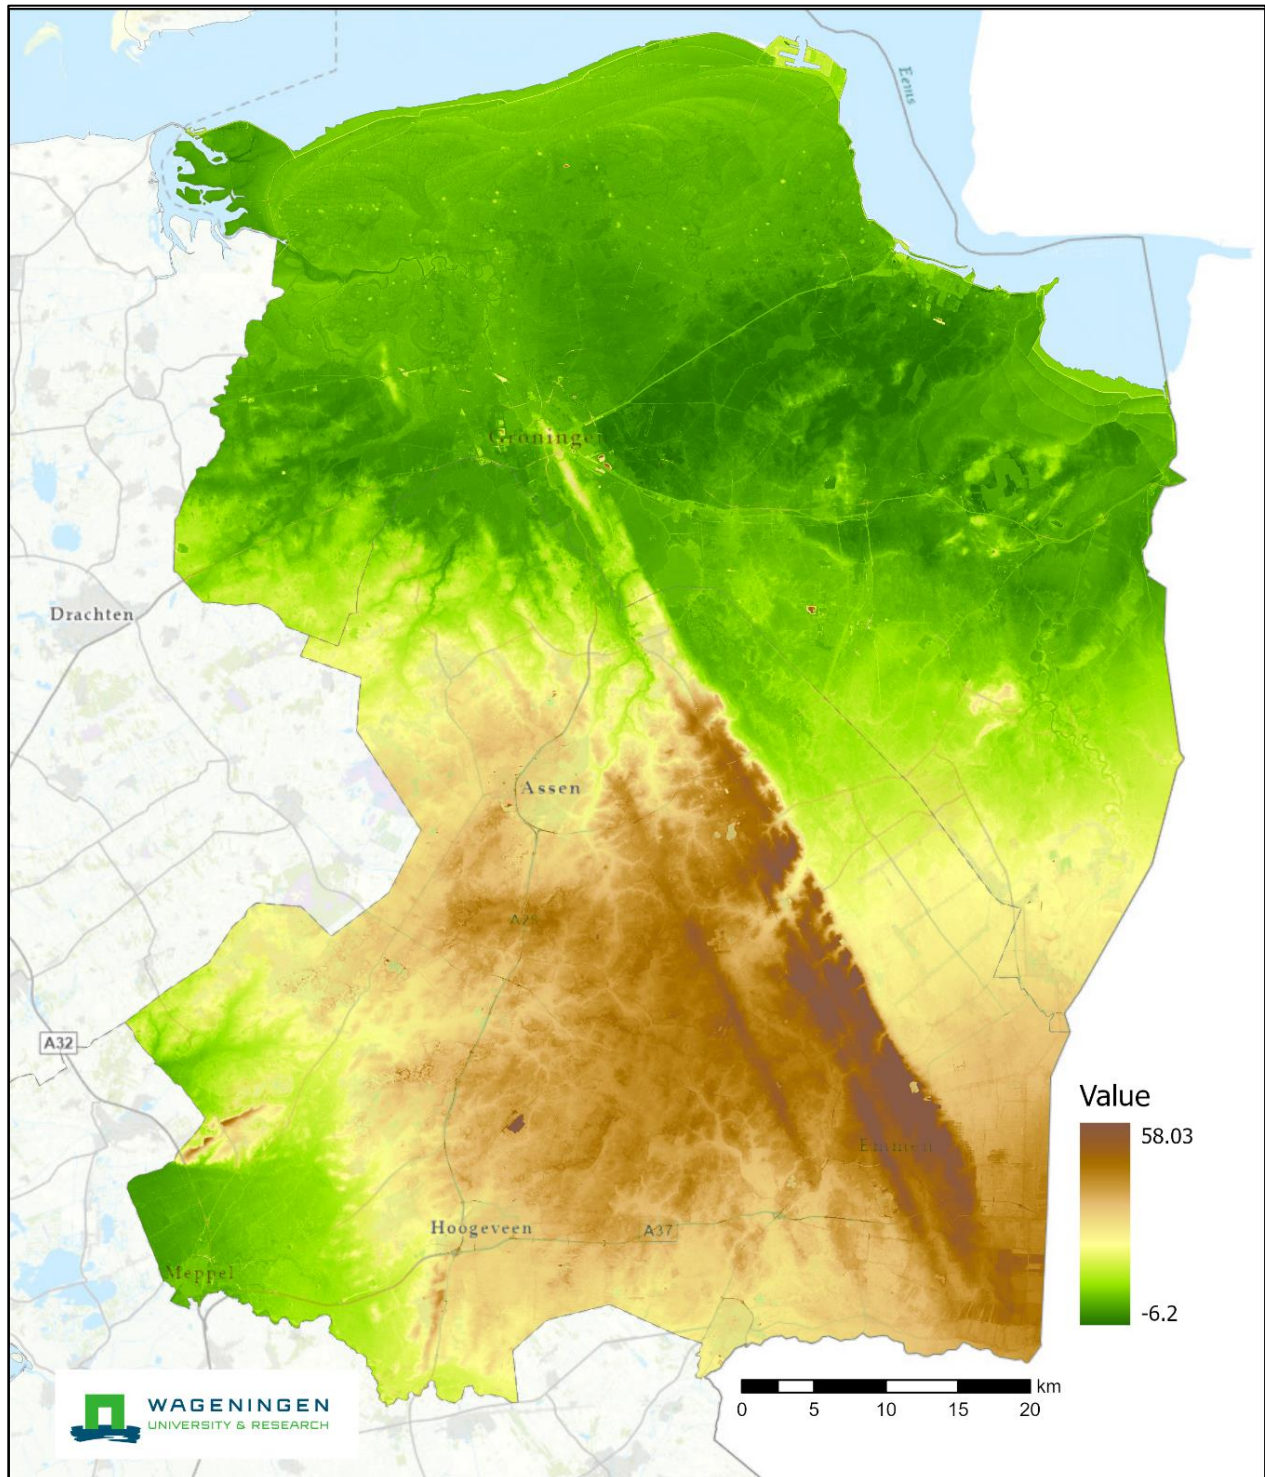 Eems
Groningen
Drachten
Assen
A28
A32
Value
58.03
-6.2
Emmen
Hoogeveen
A37
Meppel
WAGENINGEN
UNIVERSITY & RESEARCH
km
0 5 10 15 20